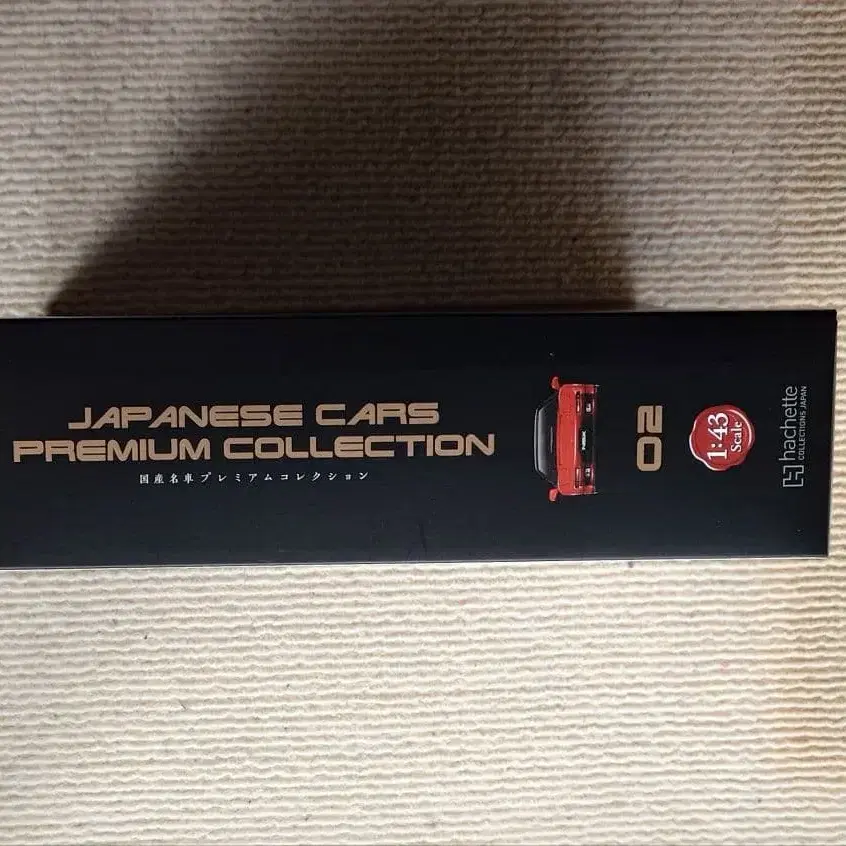 JAPANESE CARS
PREMIUM COLLECTION
国産名車プレミアムコレクション
02
1:43
Scale
hachette
COLLECTIONS JAPAN